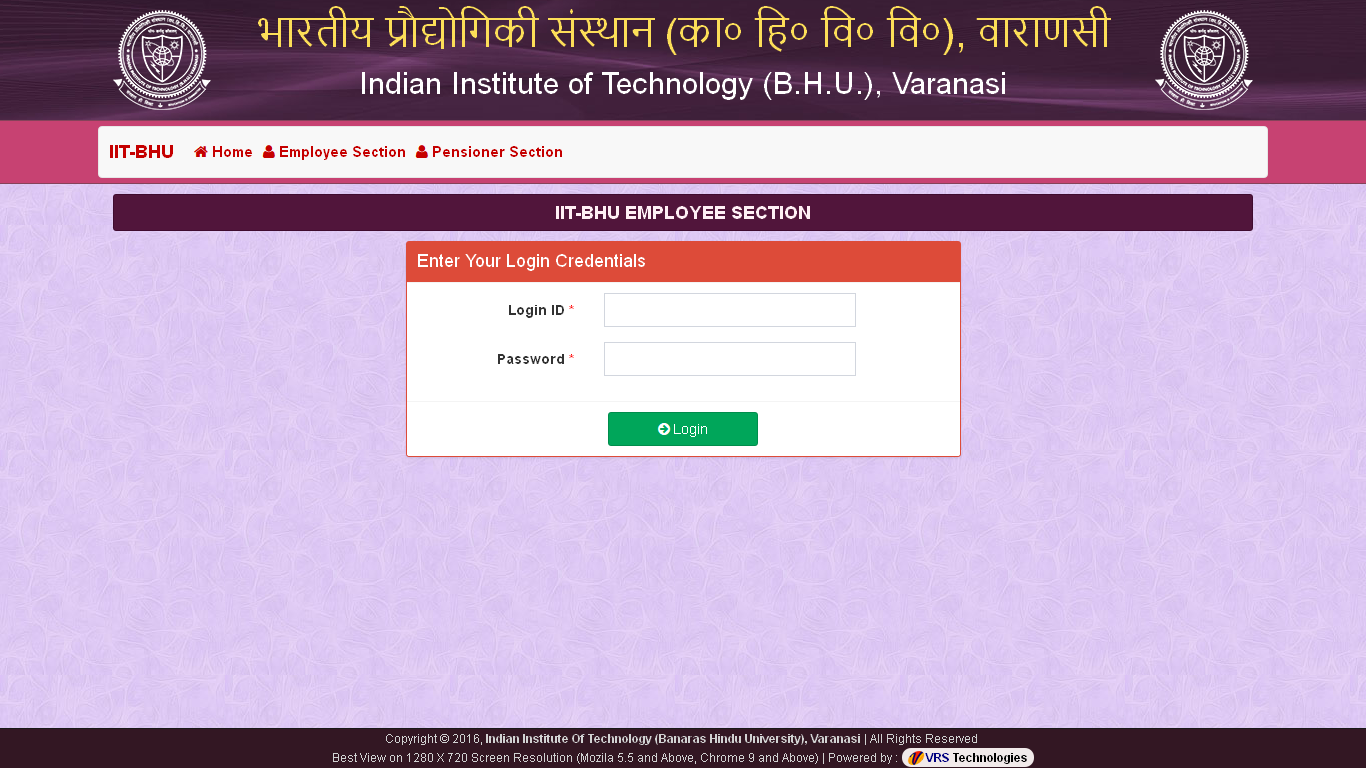 भारतीय प्रौद्योगिकी संस्थान (का० हि० वि० वि०), वाराणसी
Indian Institute of Technology (B.H.U.), Varanasi
IIT-BHU Home Employee Section Pensioner Section
IIT-BHU EMPLOYEE SECTION
Enter Your Login Credentials
Login ID *
Password *
Login
Copyright © 2016, Indian Institute Of Technology (Banaras Hindu University), Varanasi | All Rights Reserved
Best View on 1280 X 720 Screen Resolution (Mozila 5.5 and Above, Chrome 9 and Above) | Powered by : VRS Technologies